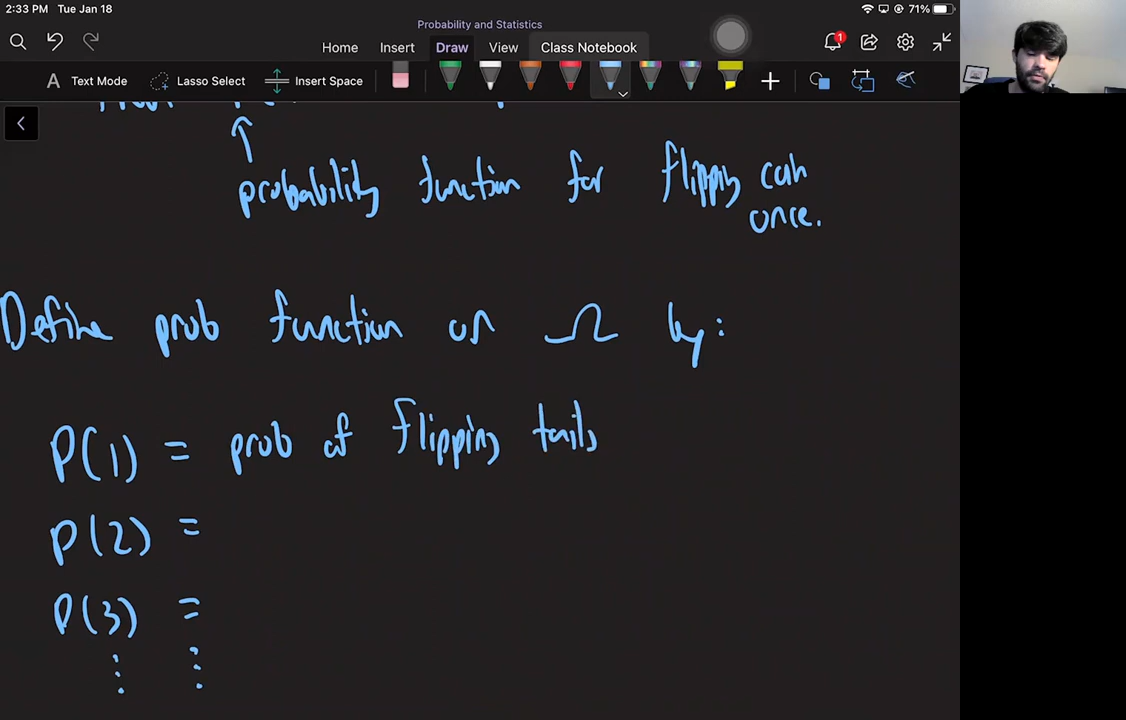 2:33 PM Tue Jan 18
71%
Probability and Statistics
Home Insert Draw View Class Notebook
1
Text Mode Lasso Select Insert Space
probability function for flipping coin
once.
Define prob function on Ω by:
P(1) = prob of flipping tails
P(2) =
P(3) =
⋮ ⋮